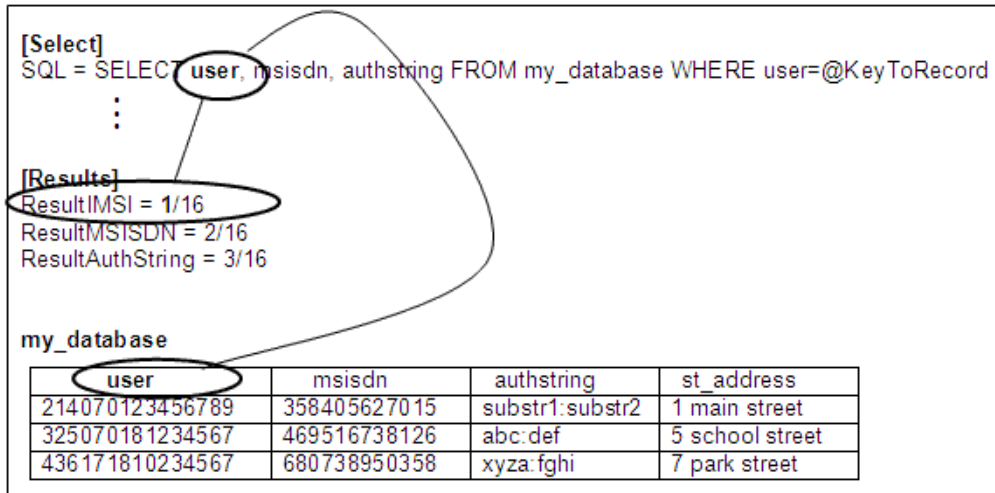 [Select]
SQL = SELECT user, msisdn, authstring FROM my_database WHERE user=@KeyToRecord
[Results]
ResultIMSI = 1/16
ResultMSISDN = 2/16
ResultAuthString = 3/16
my_database
user msisdn authstring st_address
214070123456789 358405627015 substr1:substr2 1 main street
325070181234567 469516738126 abc:def 5 school street
436171810234567 680738950358 xyza:fghi 7 park street